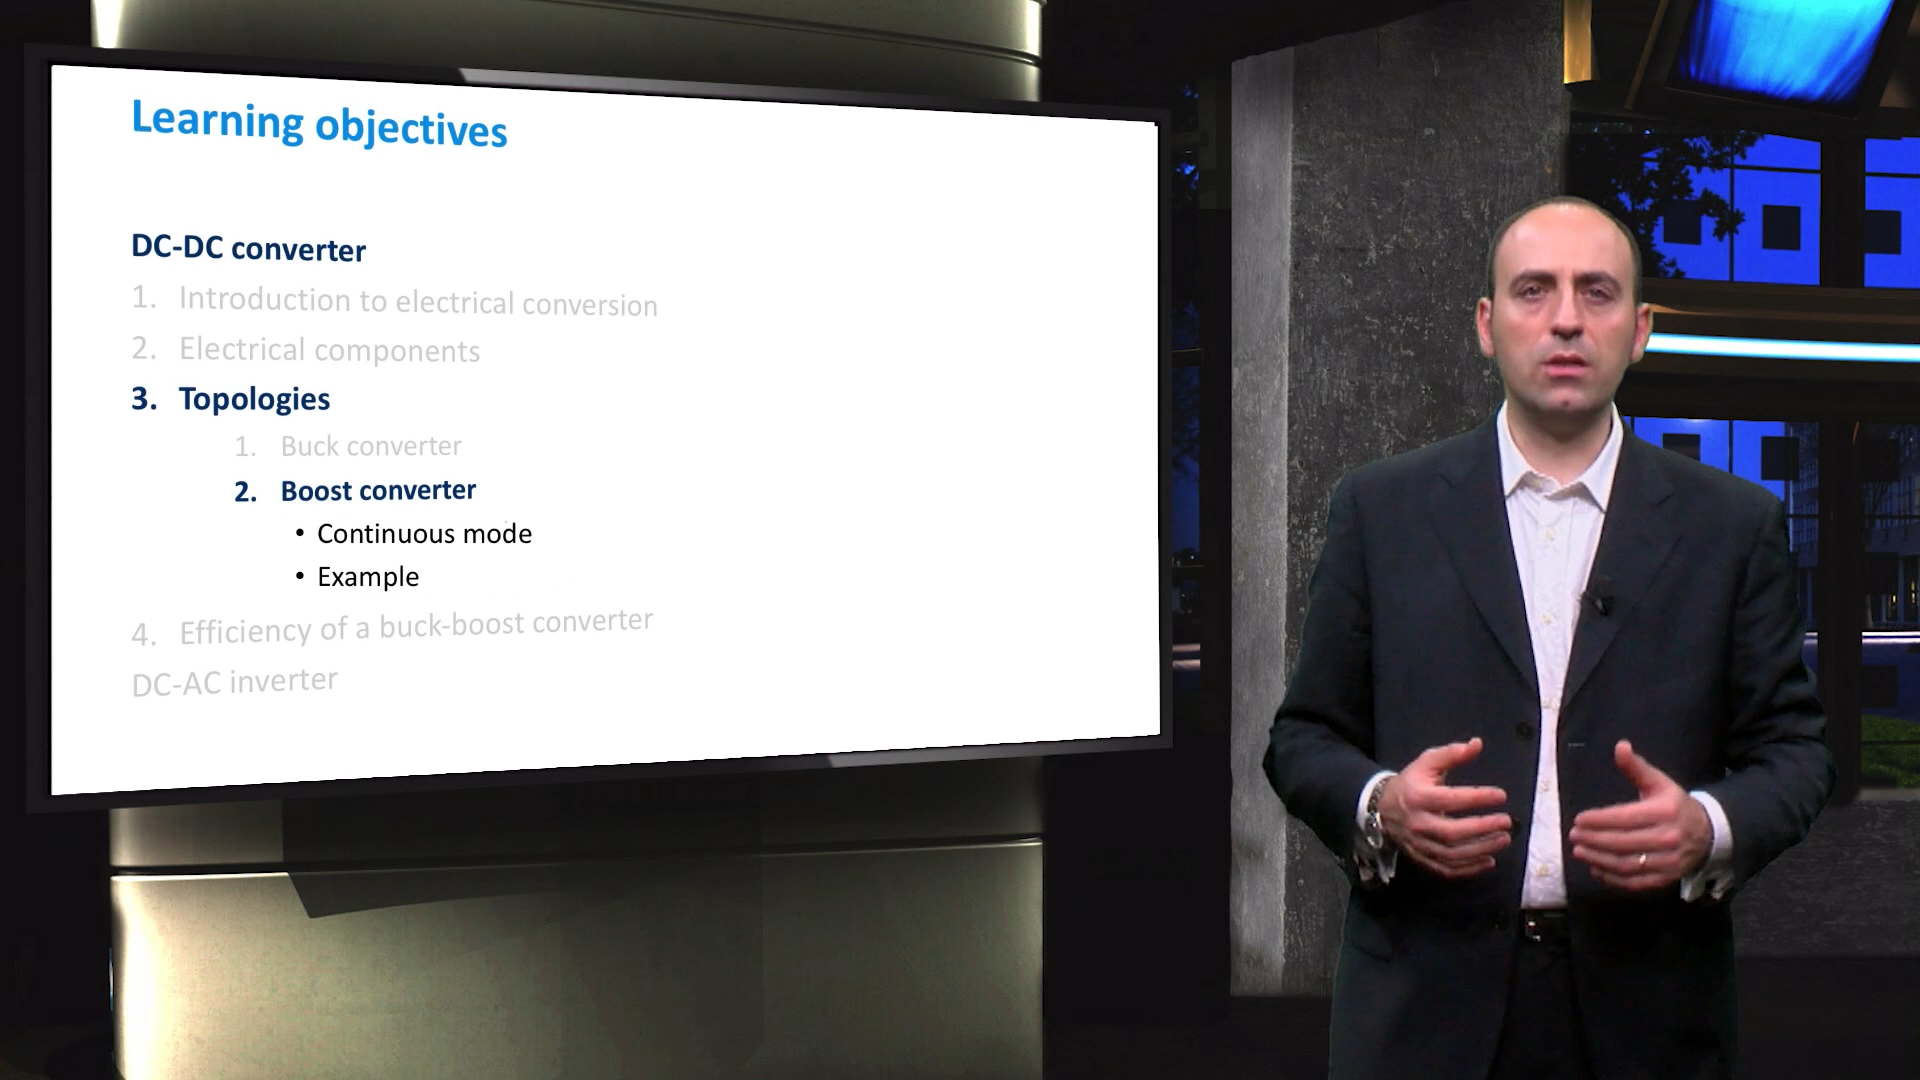 Learning objectives
DC-DC converter
1. Introduction to electrical conversion
2. Electrical components
3. Topologies
1. Buck converter
2. Boost converter
• Continuous mode
• Example
4. Efficiency of a buck-boost converter
DC-AC inverter